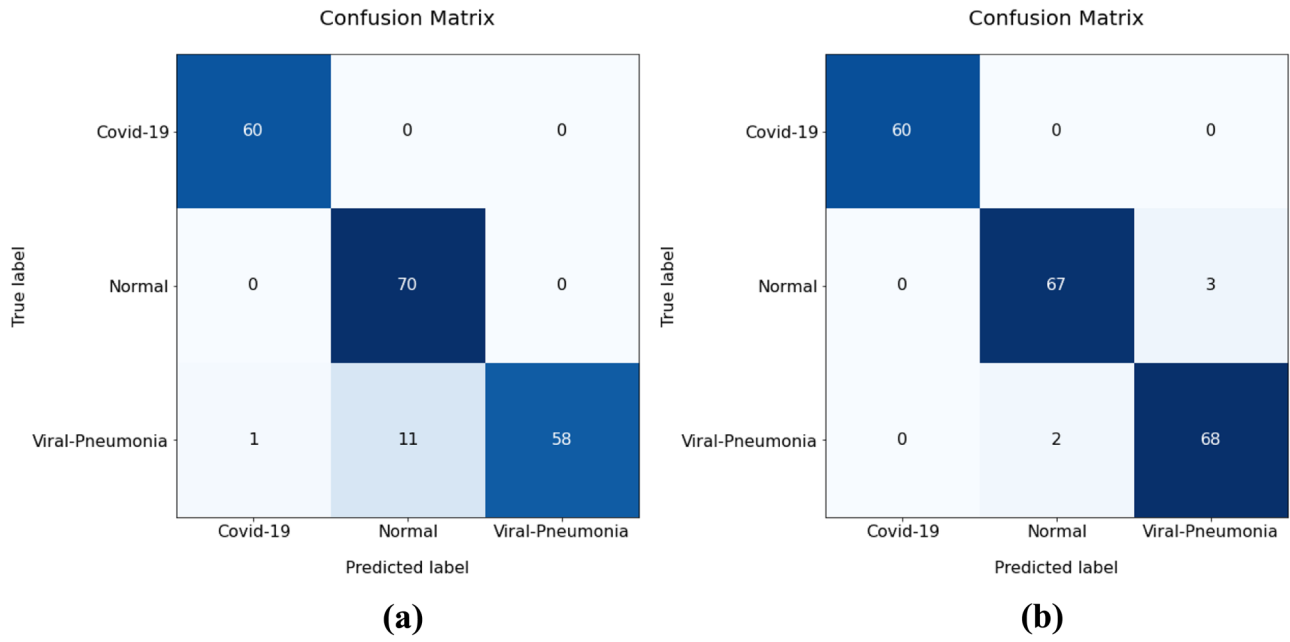 Confusion Matrix
True label
Covid-19 60 0 0
Normal 0 70 0
Viral-Pneumonia 1 11 58
Covid-19 Normal Viral-Pneumonia
Predicted label
(a)
Confusion Matrix
True label
Covid-19 60 0 0
Normal 0 67 3
Viral-Pneumonia 0 2 68
Covid-19 Normal Viral-Pneumonia
Predicted label
(b)